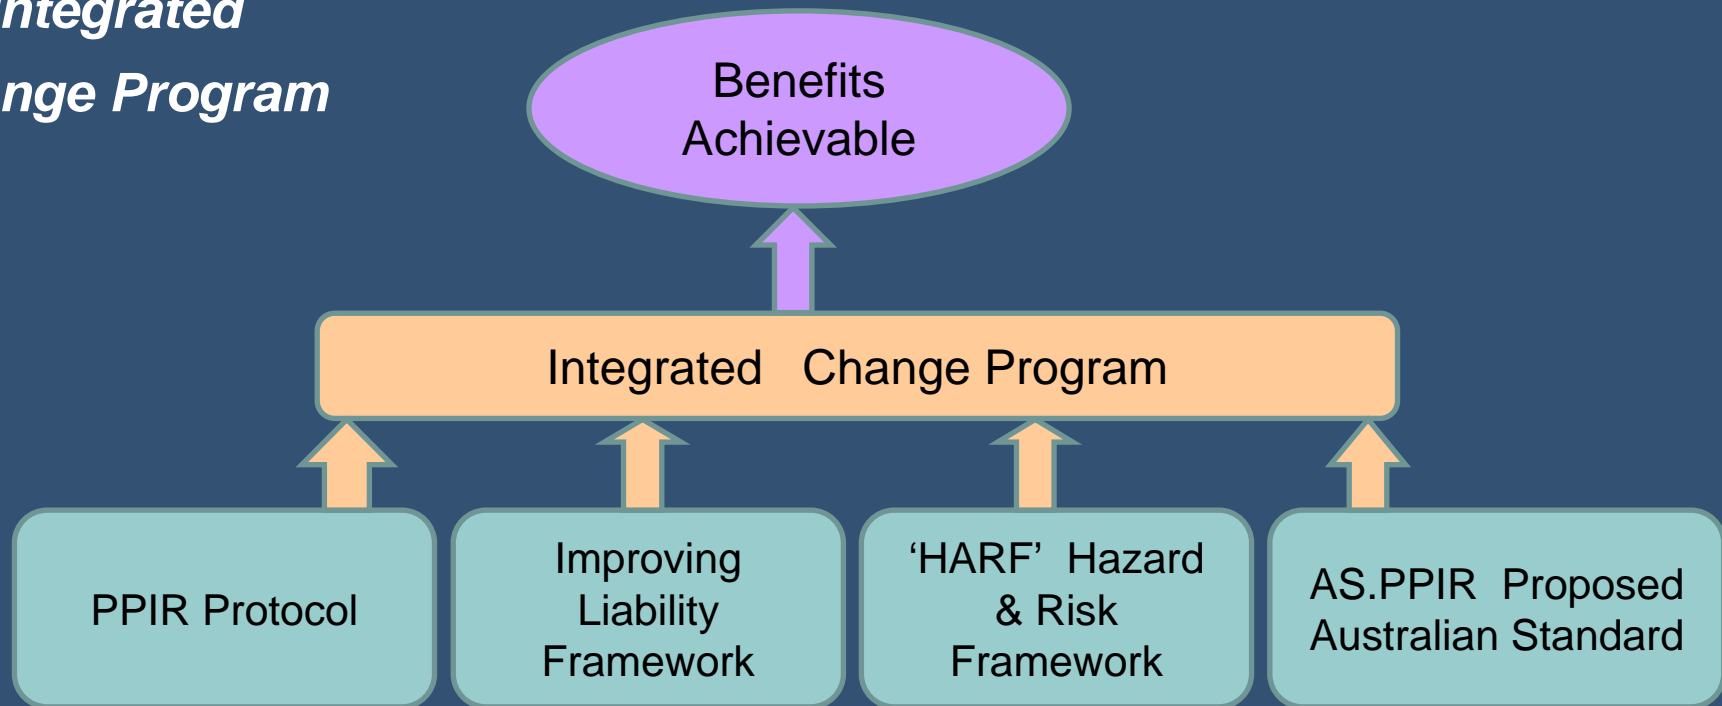 ntegrated
nge Program
Benefits
Achievable
Integrated Change Program
PPIR Protocol
Improving
Liability
Framework
‘HARF’ Hazard
& Risk
Framework
AS.PPIR Proposed
Australian Standard